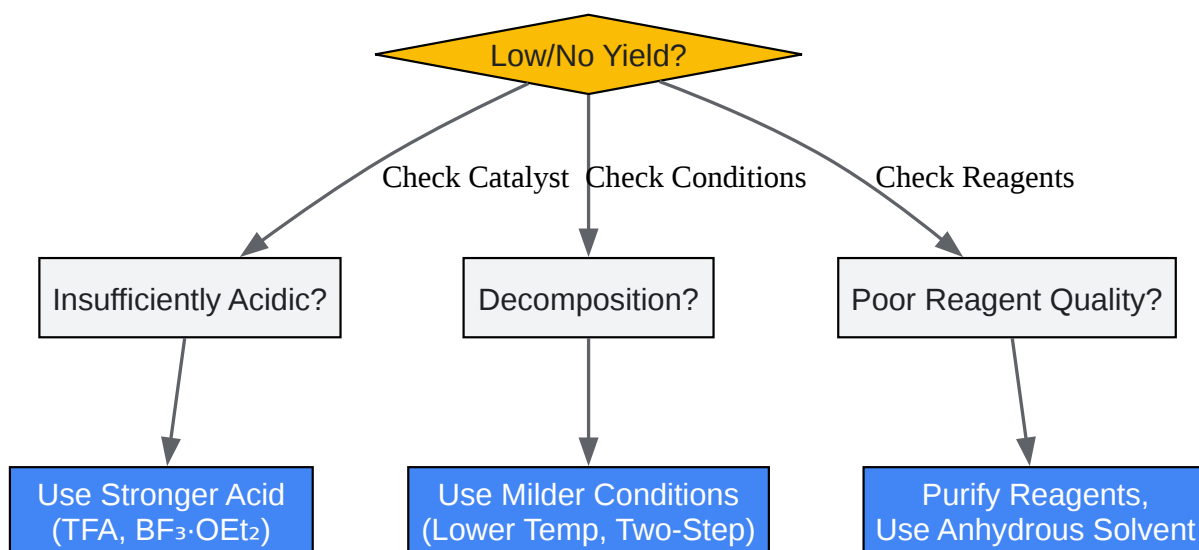 Low/No Yield?
Check Catalyst
Check Conditions
Check Reagents
Insufficiently Acidic?
Decomposition?
Poor Reagent Quality?
Use Stronger Acid
(TFA, BF₃·OEt₂)
Use Milder Conditions
(Lower Temp, Two-Step)
Purify Reagents,
Use Anhydrous Solvent